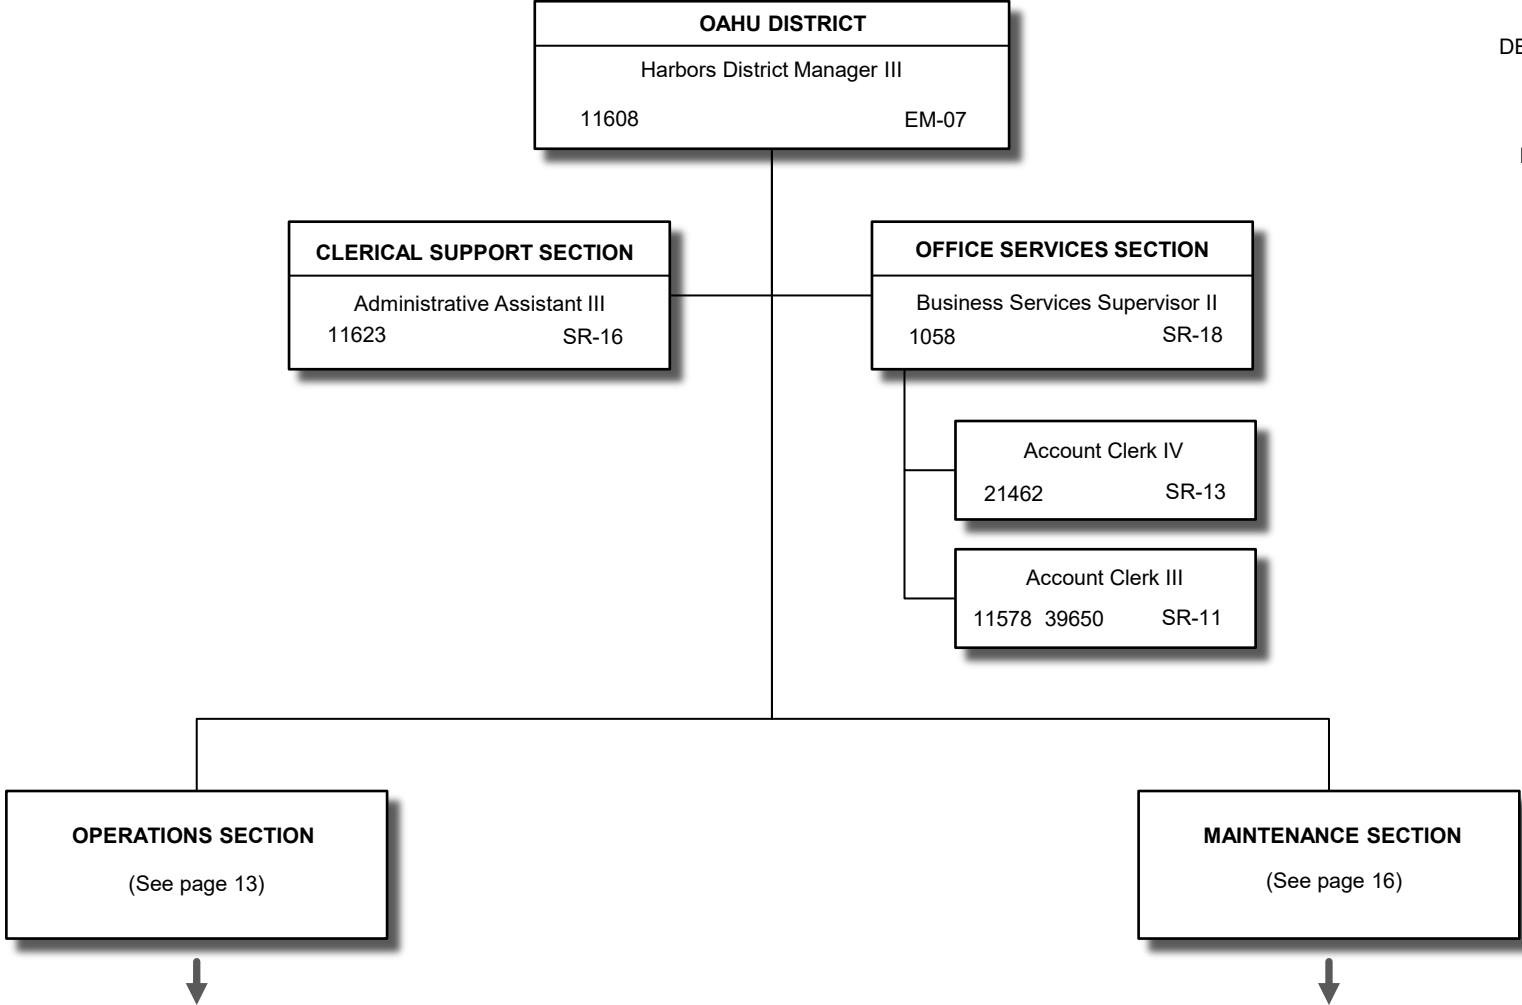 OAHU DISTRICT
Harbors District Manager III
11608 EM-07
CLERICAL SUPPORT SECTION
Administrative Assistant III
11623 SR-16
OFFICE SERVICES SECTION
Business Services Supervisor II
1058 SR-18
Account Clerk IV
21462 SR-13
Account Clerk III
11578 39650 SR-11
OPERATIONS SECTION
(See page 13)
MAINTENANCE SECTION
(See page 16)